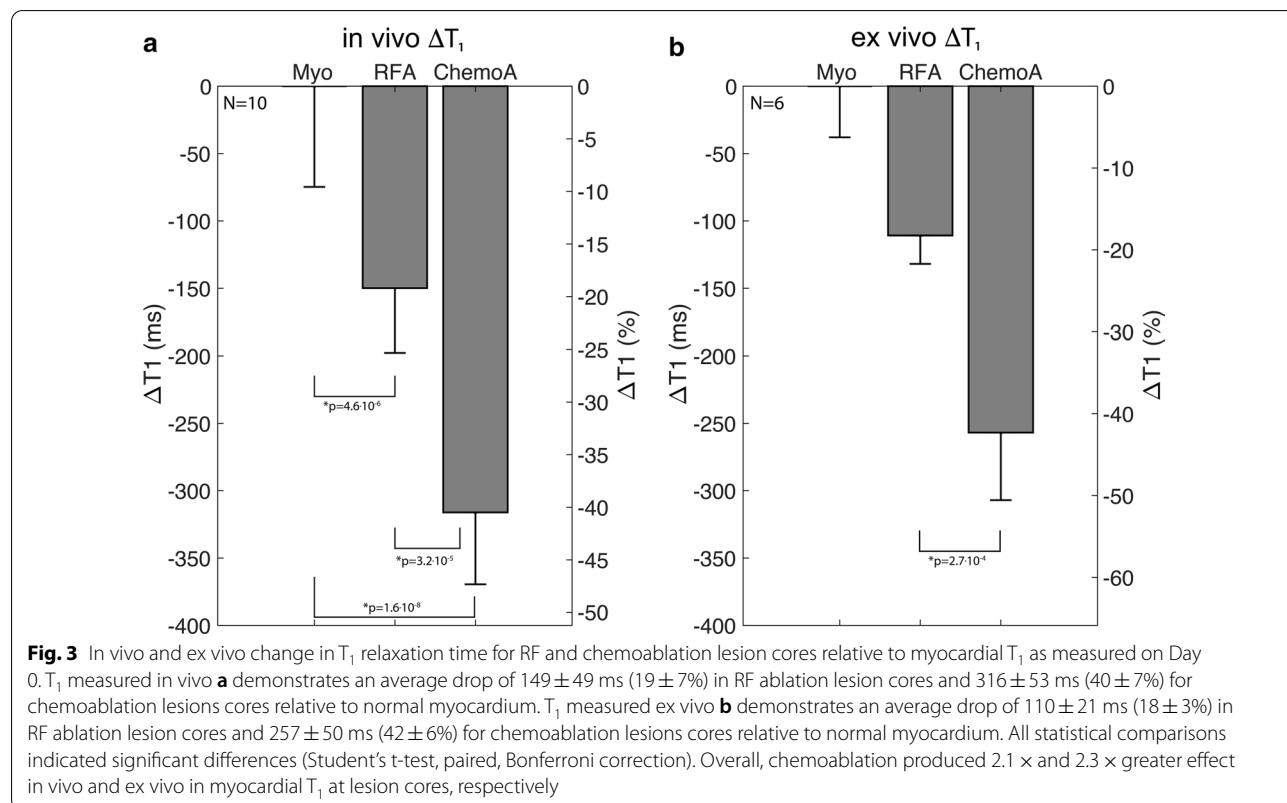 a
in vivo ΔT₁
Myo RFA ChemoA
N=10
0
-50
-100
-150
-200
-250
-300
-350
-400
ΔT1 (ms)
0
-5
-10
-15
-20
-25
-30
-35
-40
-45
-50
ΔT1 (%)
*p=4.6·10⁻⁶
*p=3.2·10⁻⁵
*p=1.6·10⁻⁸
b
ex vivo ΔT₁
Myo RFA ChemoA
N=6
0
-50
-100
-150
-200
-250
-300
-350
-400
ΔT1 (ms)
0
-10
-20
-30
-40
-50
-60
ΔT1 (%)
*p=2.7·10⁻⁴
Fig. 3 In vivo and ex vivo change in T₁ relaxation time for RF and chemoablation lesion cores relative to myocardial T₁ as measured on Day
0. T₁ measured in vivo a demonstrates an average drop of 149 ± 49 ms (19 ± 7%) in RF ablation lesion cores and 316 ± 53 ms (40 ± 7%) for
chemoablation lesions cores relative to normal myocardium. T₁ measured ex vivo b demonstrates an average drop of 110 ± 21 ms (18 ± 3%) in
RF ablation lesion cores and 257 ± 50 ms (42 ± 6%) for chemoablation lesions cores relative to normal myocardium. All statistical comparisons
indicated significant differences (Student's t-test, paired, Bonferroni correction). Overall, chemoablation produced 2.1 × and 2.3 × greater effect
in vivo and ex vivo in myocardial T₁ at lesion cores, respectively